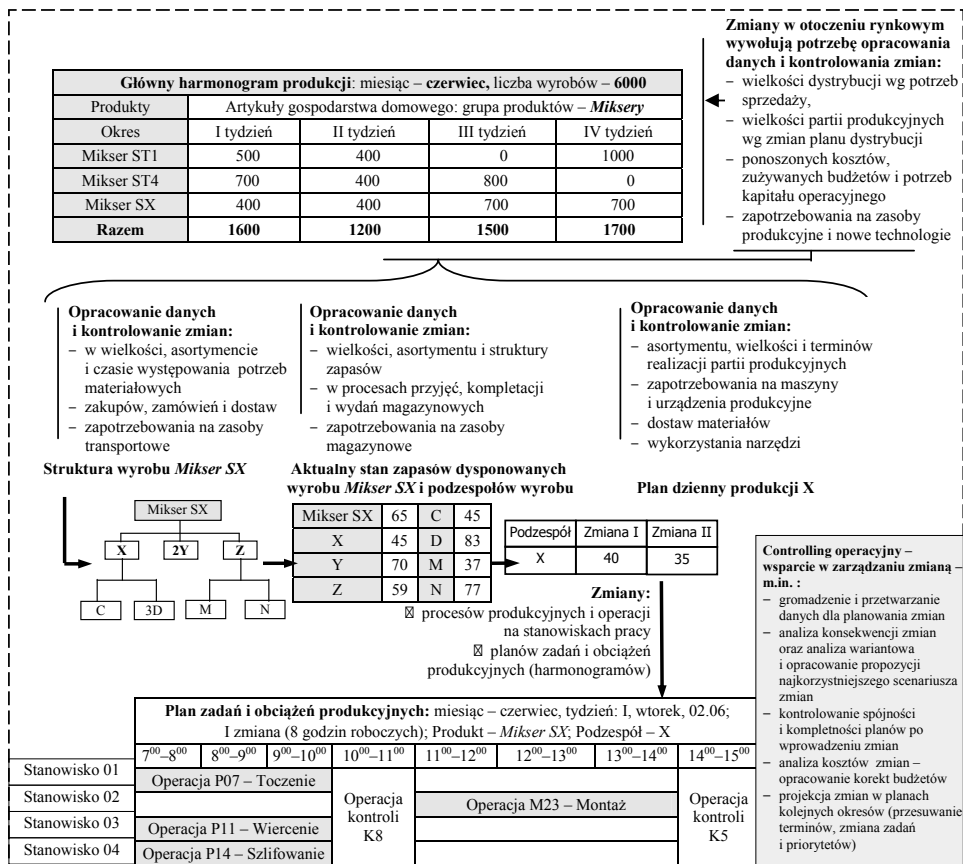 Zmiany w otoczeniu rynkowym
wywołują potrzebę opracowania
danych i kontrolowania zmian:
– wielkości dystrybucji wg potrzeb
sprzedaży,
– wielkości partii produkcyjnych
wg zmian planu dystrybucji
– ponoszonych kosztów,
zużywanych budżetów i potrzeb
kapitału operacyjnego
– zapotrzebowania na zasoby
produkcyjne i nowe technologie
Główny harmonogram produkcji: miesiąc – czerwiec, liczba wyrobów – 6000
Produkty Artykuły gospodarstwa domowego: grupa produktów – Miksery
Okres I tydzień II tydzień III tydzień IV tydzień
Mikser ST1 500 400 0 1000
Mikser ST4 700 400 800 0
Mikser SX 400 400 700 700
Razem 1600 1200 1500 1700
Opracowanie danych
i kontrolowanie zmian:
– w wielkości, asortymencie
i czasie występowania potrzeb
materiałowych
– zakupów, zamówień i dostaw
– zapotrzebowania na zasoby
transportowe
Opracowanie danych
i kontrolowanie zmian:
– wielkości, asortymentu i struktury
zapasów
– w procesach przyjęć, kompletacji
i wydań magazynowych
– zapotrzebowania na zasoby
magazynowe
Opracowanie danych
i kontrolowanie zmian:
– asortymentu, wielkości i terminów
realizacji partii produkcyjnych
– zapotrzebowania na maszyny
i urządzenia produkcyjne
– dostaw materiałów
– wykorzystania narzędzi
Struktura wyrobu Mikser SX
Mikser SX
X 2Y Z
C 3D M N
Aktualny stan zapasów dysponowanych
wyrobu Mikser SX i podzespołów wyrobu
Mikser SX 65 C 45
X 45 D 83
Y 70 M 37
Z 59 N 77
Plan dzienny produkcji X
Podzespół Zmiana I Zmiana II
X 40 35
Zmiany:
procesów produkcyjnych i operacji
na stanowiskach pracy
planów zadań i obciążeń
produkcyjnych (harmonogramów)
Controlling operacyjny –
wsparcie w zarządzaniu zmianą –
m.in. :
– gromadzenie i przetwarzanie
danych dla planowania zmian
– analiza konsekwencji zmian
oraz analiza wariantowa
i opracowanie propozycji
najkorzystniejszego scenariusza
zmian
– kontrolowanie spójności
i kompletności planów po
wprowadzeniu zmian
– analiza kosztów zmian –
opracowanie korekt budżetów
– projekcja zmian w planach
kolejnych okresów (przesuwanie
terminów, zmiana zadań
i priorytetów)
Plan zadań i obciążeń produkcyjnych: miesiąc – czerwiec, tydzień: I, wtorek, 02.06;
I zmiana (8 godzin roboczych); Produkt – Mikser SX; Podzespół – X
7⁰⁰–8⁰⁰ 8⁰⁰–9⁰⁰ 9⁰⁰–10⁰⁰ 10⁰⁰–11⁰⁰ 11⁰⁰–12⁰⁰ 12⁰⁰–13⁰⁰ 13⁰⁰–14⁰⁰ 14⁰⁰–15⁰⁰
Stanowisko 01
Stanowisko 02
Stanowisko 03
Stanowisko 04
Operacja P07 – Toczenie
Operacja P11 – Wiercenie
Operacja P14 – Szlifowanie
Operacja
kontroli
K8
Operacja M23 – Montaż
Operacja
kontroli
K5